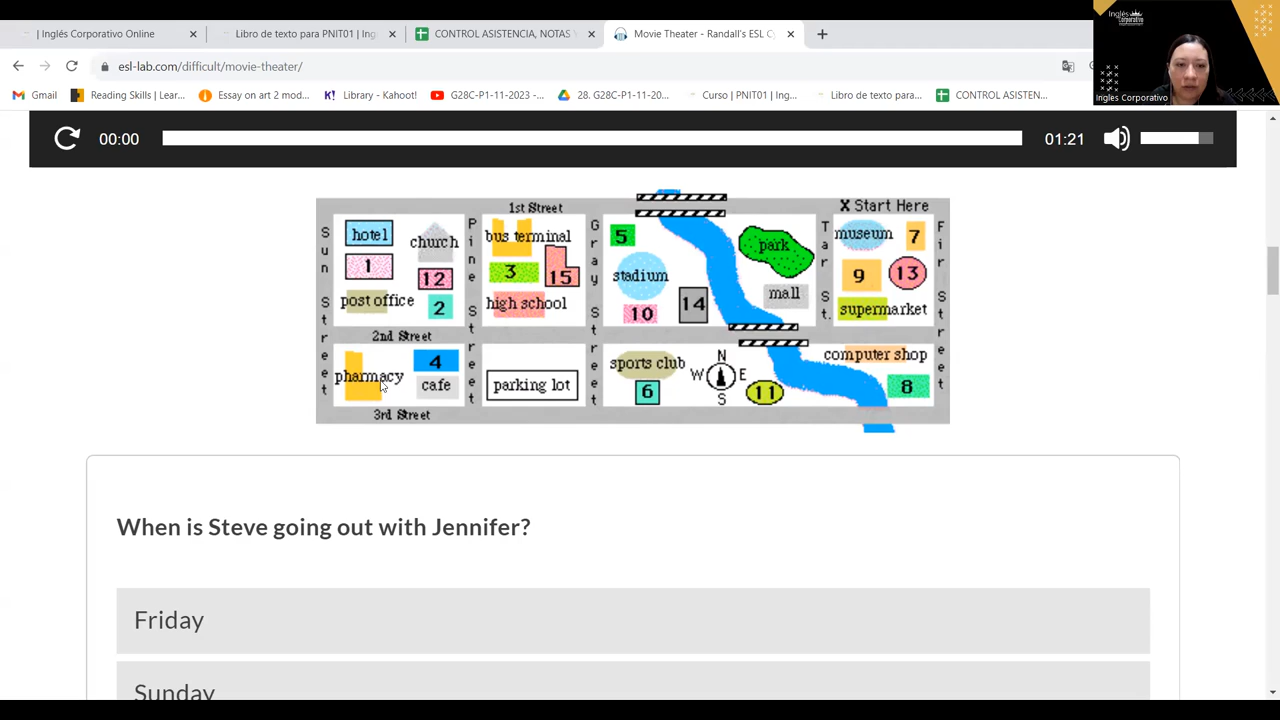 | Inglés Corporativo Online
Libro de texto para PNIT01 | Ing
CONTROL ASISTENCIA, NOTAS Y
Movie Theater - Randall's ESL Cy
esl-lab.com/difficult/movie-theater/
Gmail
Reading Skills | Lear...
Essay on art 2 mod...
Library - Kahoot!
G28C-P1-11-2023 -...
28. G28C-P1-11-20...
Curso | PNIT01 | Ing...
Libro de texto para...
CONTROL ASISTEN...
Inglés
Corporativo
Ingles Corporativo
00:00
01:21
1st Street
X Start Here
Sun Street
hotel
church
1
12
post office
2
Pine Street
bus terminal
3
15
high school
Gray Street
5
stadium
10
14
park
mall
Tar St.
museum
7
9
13
supermarket
Fir Street
2nd Street
pharmacy
4
cafe
parking lot
sports club
6
N
W
E
S
11
computer shop
8
3rd Street
When is Steve going out with Jennifer?
Friday
Sunday